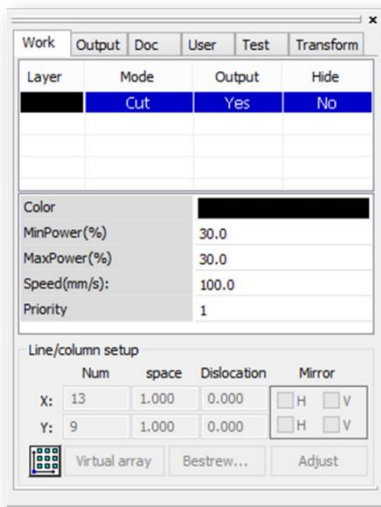 Work Output Doc User Test Transform
Layer Mode Output Hide
Cut Yes No
Color
MinPower(%) 30.0
MaxPower(%) 30.0
Speed(mm/s): 100.0
Priority 1
Line/column setup
Num space Dislocation Mirror
X: 13 1.000 0.000 H V
Y: 9 1.000 0.000 H V
Virtual array Bestrew... Adjust